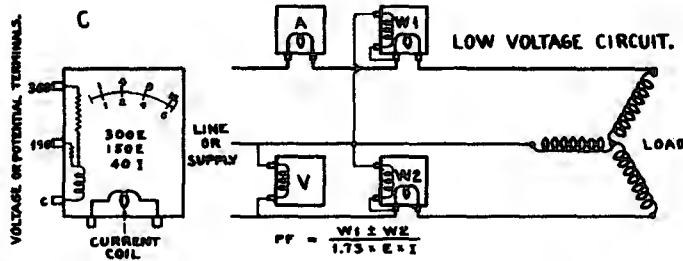 C
VOLTAGE OR POTENTIAL TERMINALS.
300
150
C
300E
150E
40 I
CURRENT
COIL
LINE
OR
SUPPLY
A
W1
LOW VOLTAGE CIRCUIT.
V
W2
LOAD
PF = W1 ± W2
1.73 × E × I